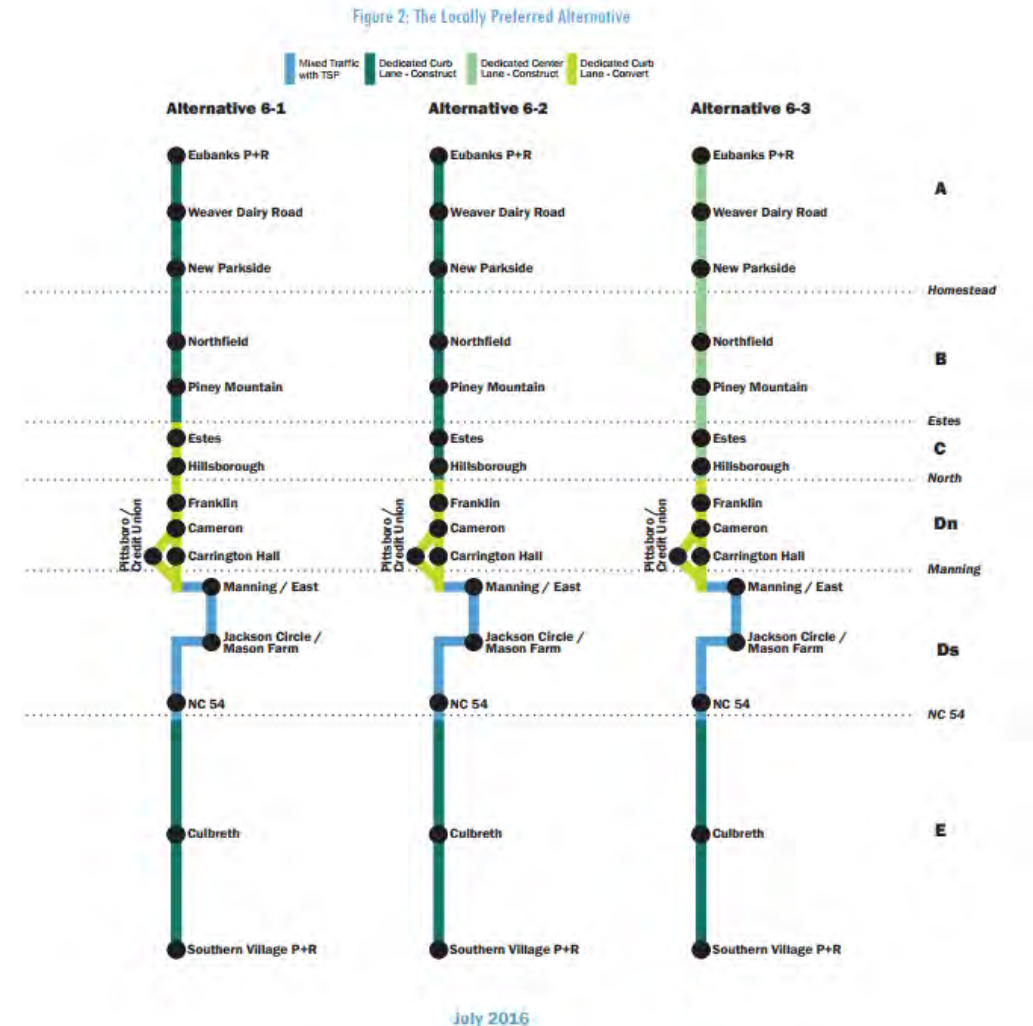 Figure 2: The Locally Preferred Alternative
Mixed Traffic
with TSP
Dedicated Curb
Lane - Construct
Dedicated Center
Lane - Construct
Dedicated Curb
Lane - Convert
Alternative 6-1
Alternative 6-2
Alternative 6-3
Eubanks P+R
Eubanks P+R
Eubanks P+R
A
Weaver Dairy Road
Weaver Dairy Road
Weaver Dairy Road
New Parkside
New Parkside
New Parkside
Homestead
Northfield
Northfield
Northfield
B
Piney Mountain
Piney Mountain
Piney Mountain
Estes
Estes
Estes
Estes
C
Hillsborough
Hillsborough
Hillsborough
North
Franklin
Franklin
Franklin
Dn
Cameron
Cameron
Cameron
Pittsboro /
Credit Union
Pittsboro /
Credit Union
Pittsboro /
Credit Union
Carrington Hall
Carrington Hall
Carrington Hall
Manning
Manning / East
Manning / East
Manning / East
Jackson Circle /
Mason Farm
Jackson Circle /
Mason Farm
Jackson Circle /
Mason Farm
Ds
NC 54
NC 54
NC 54
NC 54
Culbreth
Culbreth
Culbreth
E
Southern Village P+R
Southern Village P+R
Southern Village P+R
July 2016